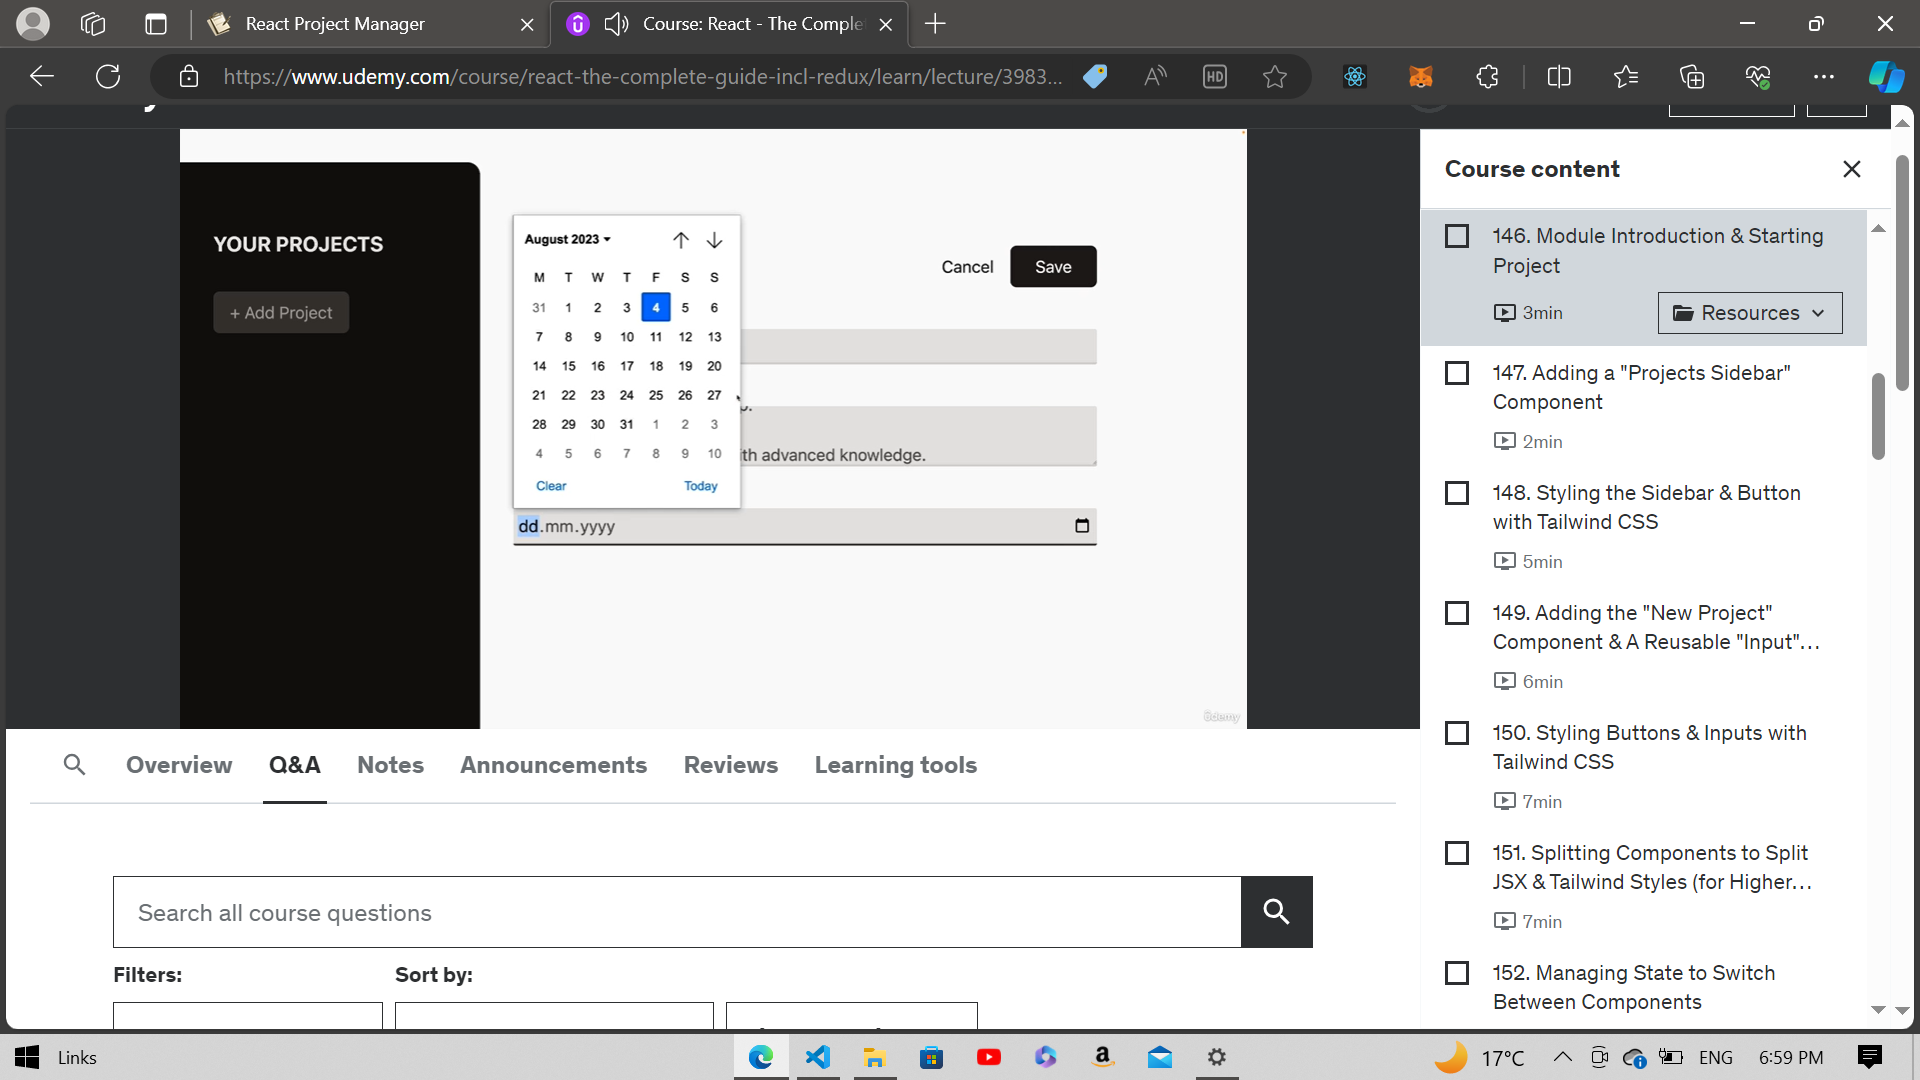 React Project Manager
Course: React - The Comple
https://www.udemy.com/course/react-the-complete-guide-incl-redux/learn/lecture/3983...
HD
YOUR PROJECTS
+ Add Project
August 2023
Cancel
Save
M T W T F S S
31 1 2 3 4 5 6
7 8 9 10 11 12 13
14 15 16 17 18 19 20
21 22 23 24 25 26 27
28 29 30 31 1 2 3
4 5 6 7 8 9 10
Clear
Today
ith advanced knowledge.
dd.mm.yyyy
ûdemy
Course content
146. Module Introduction & Starting
Project
3min
Resources
147. Adding a "Projects Sidebar"
Component
2min
148. Styling the Sidebar & Button
with Tailwind CSS
5min
149. Adding the "New Project"
Component & A Reusable "Input"...
6min
150. Styling Buttons & Inputs with
Tailwind CSS
7min
151. Splitting Components to Split
JSX & Tailwind Styles (for Higher...
7min
152. Managing State to Switch
Between Components
Overview
Q&A
Notes
Announcements
Reviews
Learning tools
Search all course questions
Filters:
Sort by:
Links
17°C
ENG
6:59 PM